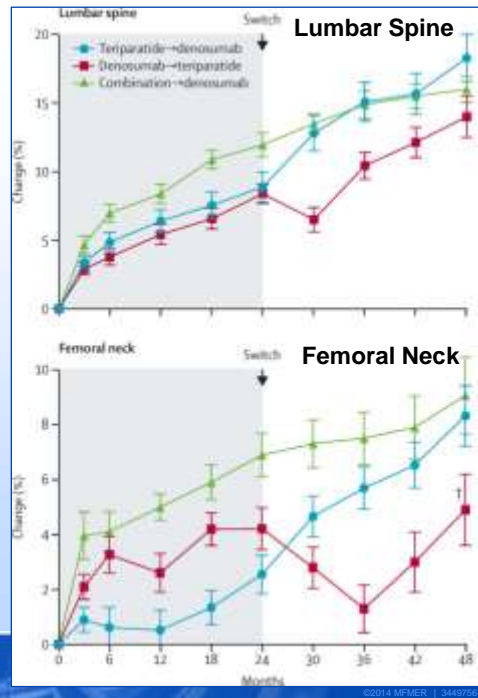 Lumbar spine
Switch
Lumbar Spine
Teriparatide→denosumab
Denosumab→teriparatide
Combination→denosumab
Change (%)
20
15
10
5
0
Femoral neck
Switch
Femoral Neck
Change (%)
10
8
6
4
2
0
†
0 6 12 18 24 30 36 42 48
Months
©2014 MFMER | 3449756